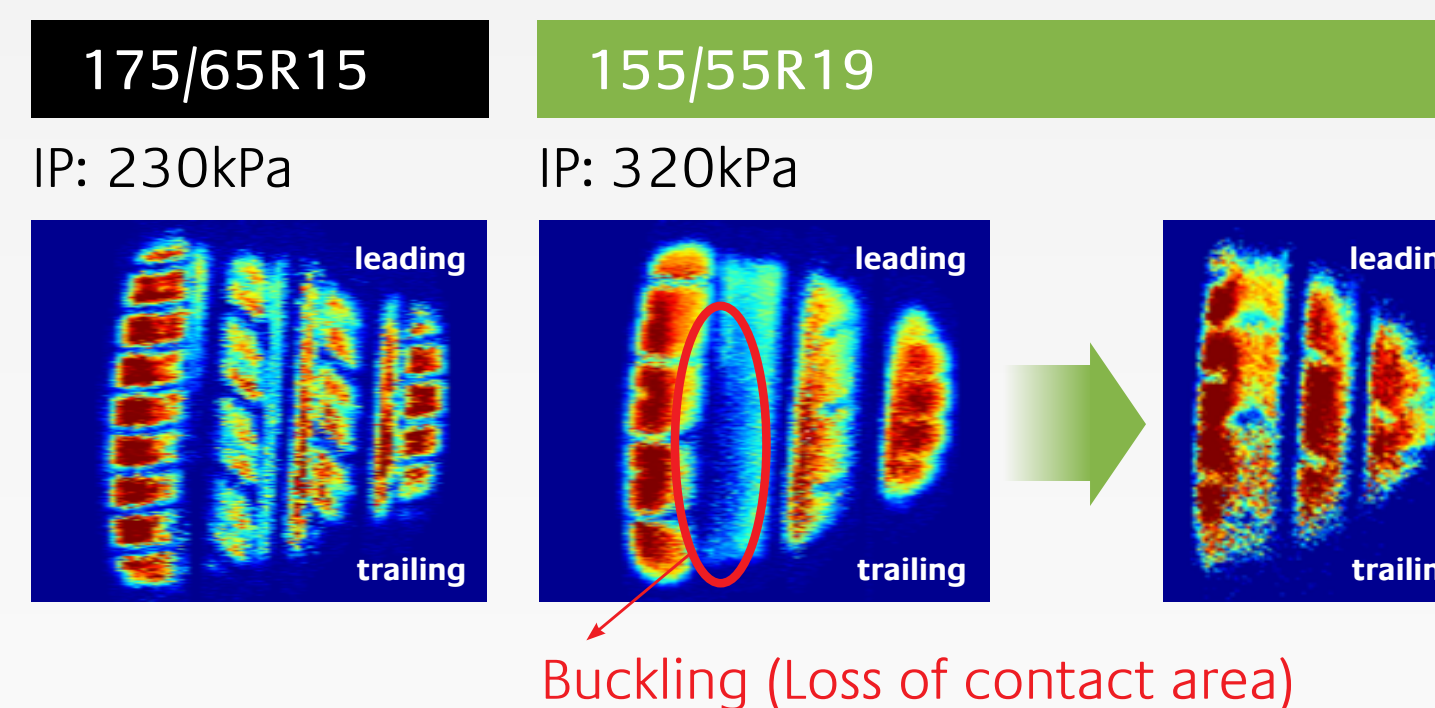 175/65R15
155/55R19
IP: 230kPa
IP: 320kPa
leading
leading
trailing
trailing
Buckling (Loss of contact area)